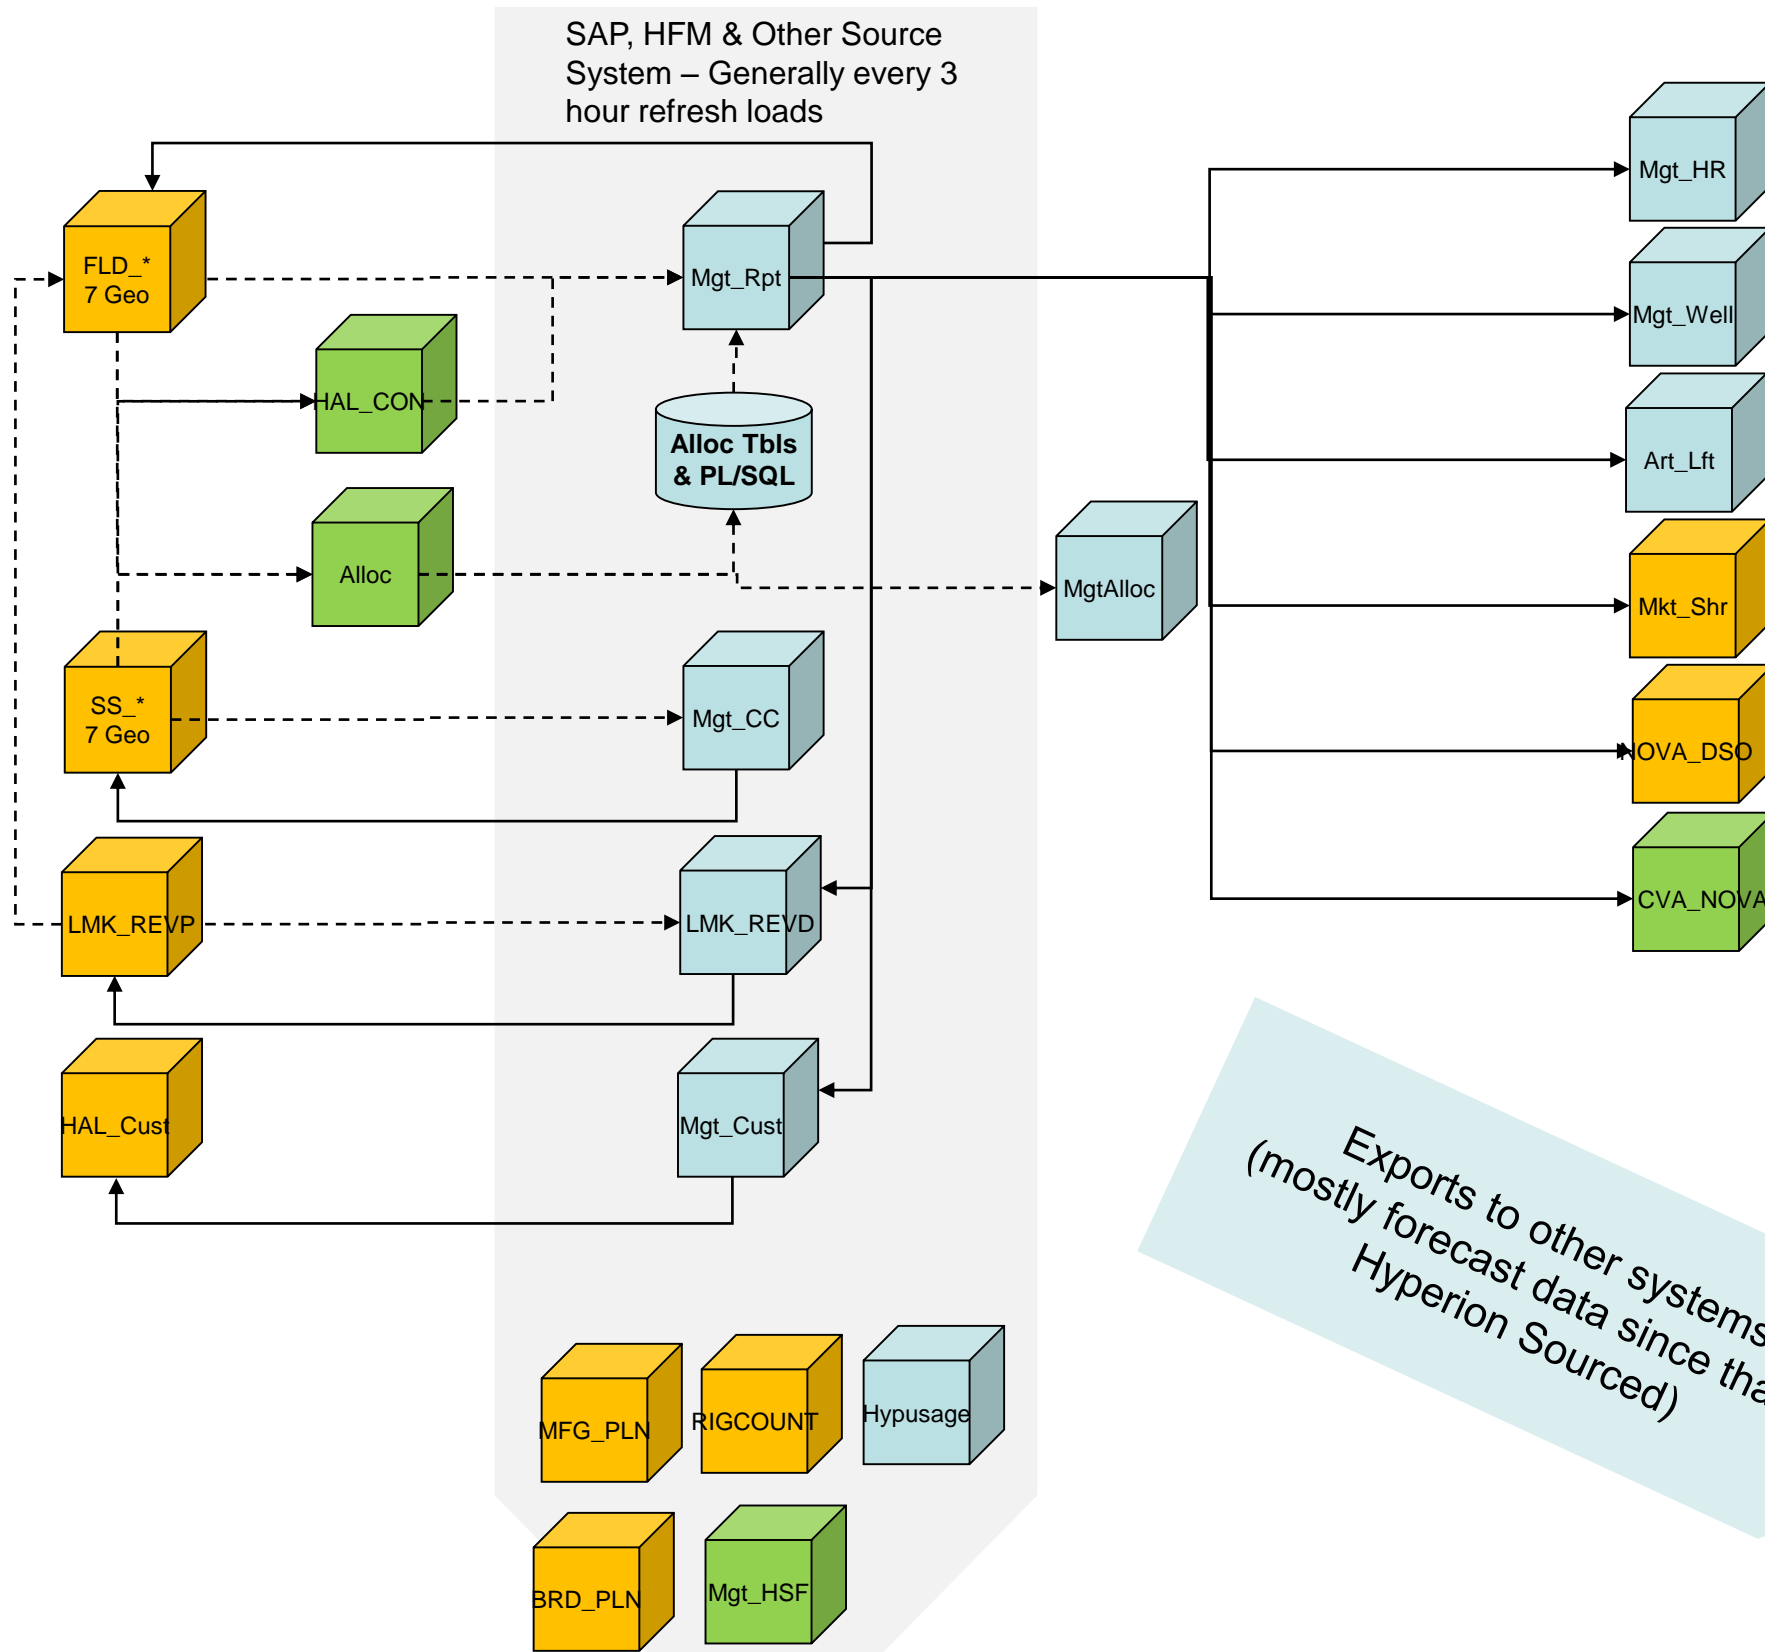 SAP, HFM & Other Source
System – Generally every 3
hour refresh loads
Mgt_HR
FLD_*
7 Geo
Mgt_Rpt
Mgt_Well
HAL_CON
Alloc Tbls
& PL/SQL
Art_Lft
Alloc
MgtAlloc
Mkt_Shr
SS_*
7 Geo
Mgt_CC
NOVA_DSO
LMK_REVP
LMK_REVD
CVA_NOVA
HAL_Cust
Mgt_Cust
Exports to other systems
(mostly forecast data since
Hyperion Sourced)
MFG_PLN
RIGCOUNT
Hypusage
BRD_PLN
Mgt_HSF